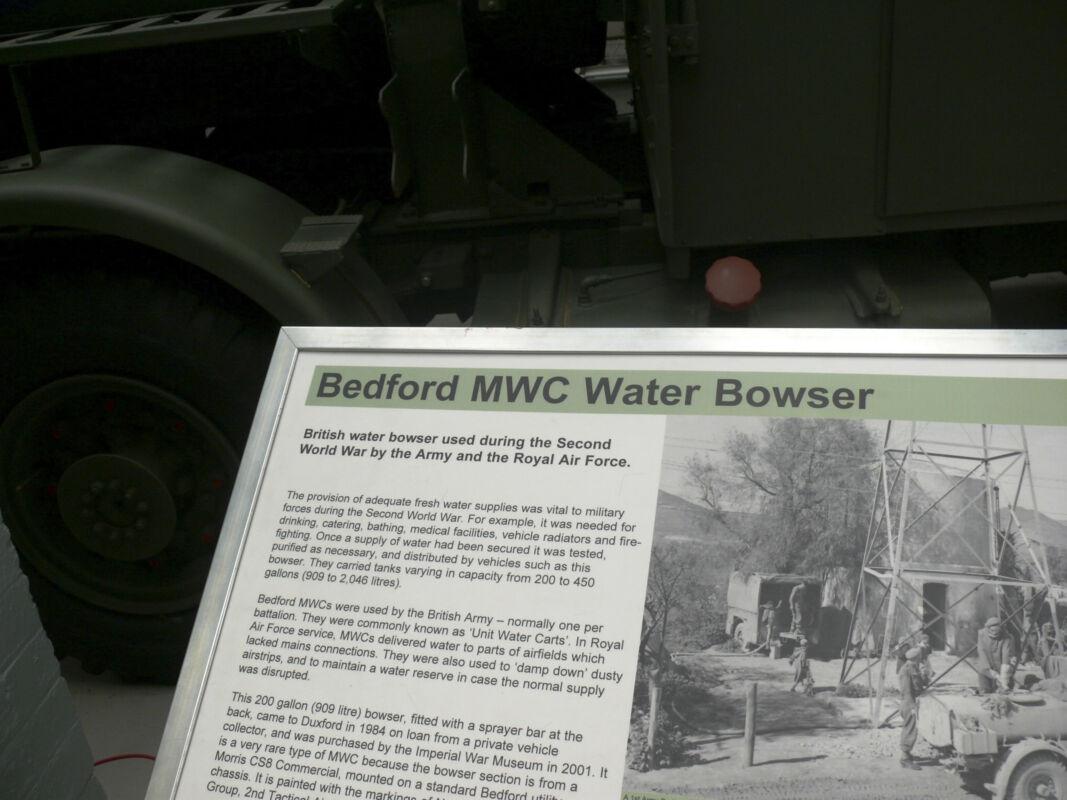 Bedford MWC Water Bowser
British water bowser used during the Second
World War by the Army and the Royal Air Force.
The provision of adequate fresh water supplies was vital to military
forces during the Second World War. For example, it was needed for
drinking, catering, bathing, medical facilities, vehicle radiators and fire-
fighting. Once a supply of water had been secured it was tested,
purified as necessary, and distributed by vehicles such as this
bowser. They carried tanks varying in capacity from 200 to 450
gallons (909 to 2,046 litres).
Bedford MWCs were used by the British Army – normally one per
battalion. They were commonly known as ‘Unit Water Carts’. In Royal
Air Force service, MWCs delivered water to parts of airfields which
lacked mains connections. They were also used to ‘damp down’ dusty
airstrips, and to maintain a water reserve in case the normal supply
was disrupted.
This 200 gallon (909 litre) bowser, fitted with a sprayer bar at the
back, came to Duxford in 1984 on loan from a private vehicle
collector, and was purchased by the Imperial War Museum in 2001. It
is a very rare type of MWC because the bowser section is from a
Morris CS8 Commercial, mounted on a standard Bedford utility
chassis. It is painted with the markings of
Group, 2nd Tactical
A 1st Army